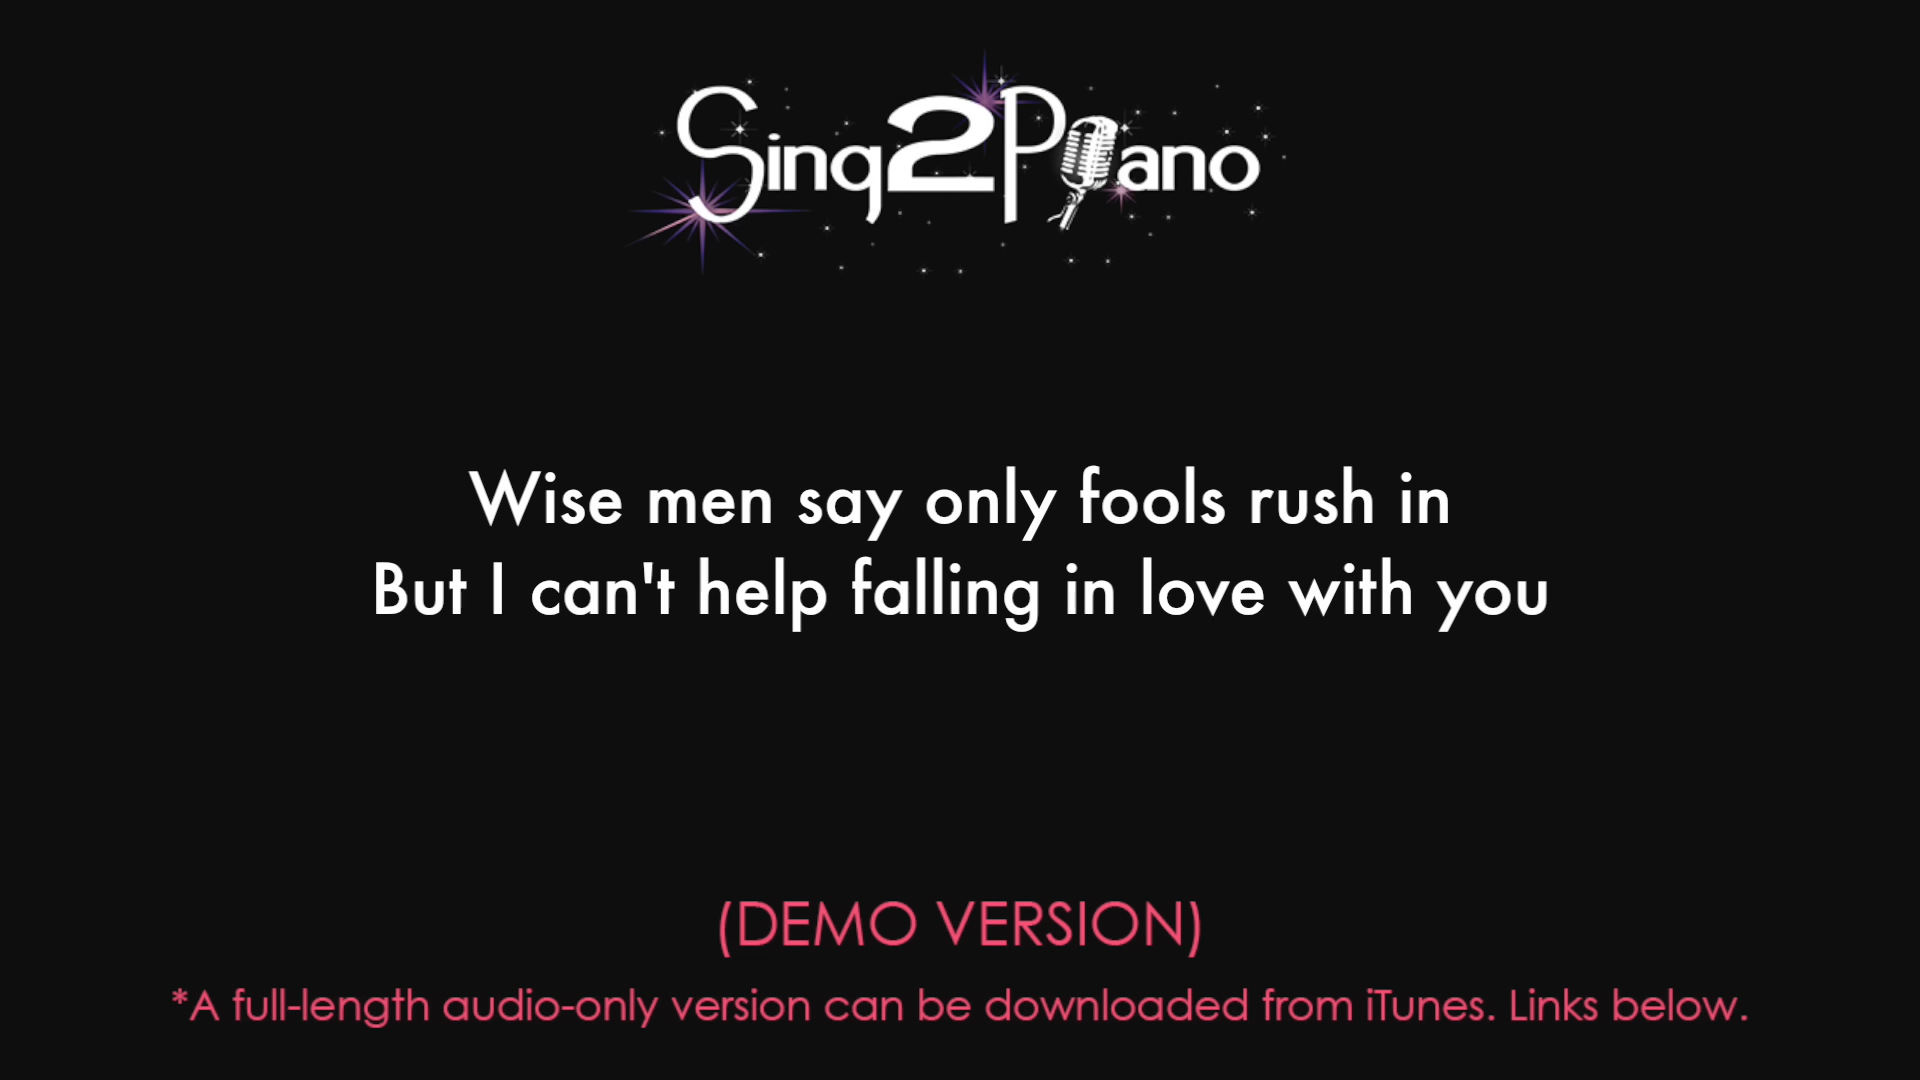 Sing2Piano
Wise men say only fools rush in
But I can't help falling in love with you
(DEMO VERSION)
*A full-length audio-only version can be downloaded from iTunes. Links below.